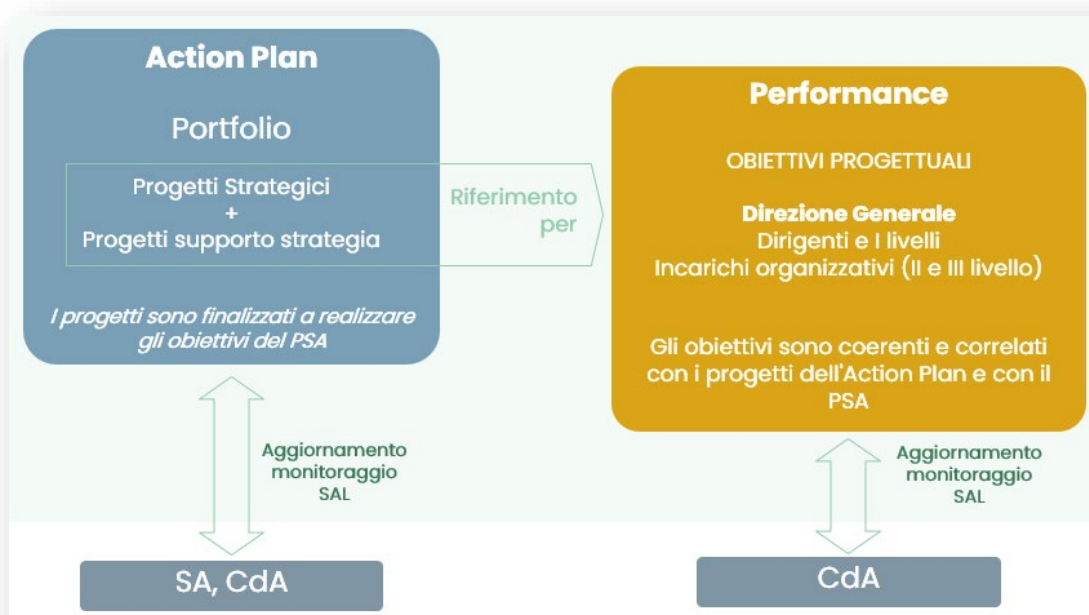 Action Plan
Portfolio
Progetti Strategici
+
Progetti supporto strategia
I progetti sono finalizzati a realizzare
gli obiettivi del PSA
Riferimento
per
Performance
OBIETTIVI PROGETTUALI
Direzione Generale
Dirigenti e I livelli
Incarichi organizzativi (II e III livello)
Gli obiettivi sono coerenti e correlati
con i progetti dell'Action Plan e con il
PSA
Aggiornamento
monitoraggio
SAL
Aggiornamento
monitoraggio
SAL
SA, CdA
CdA